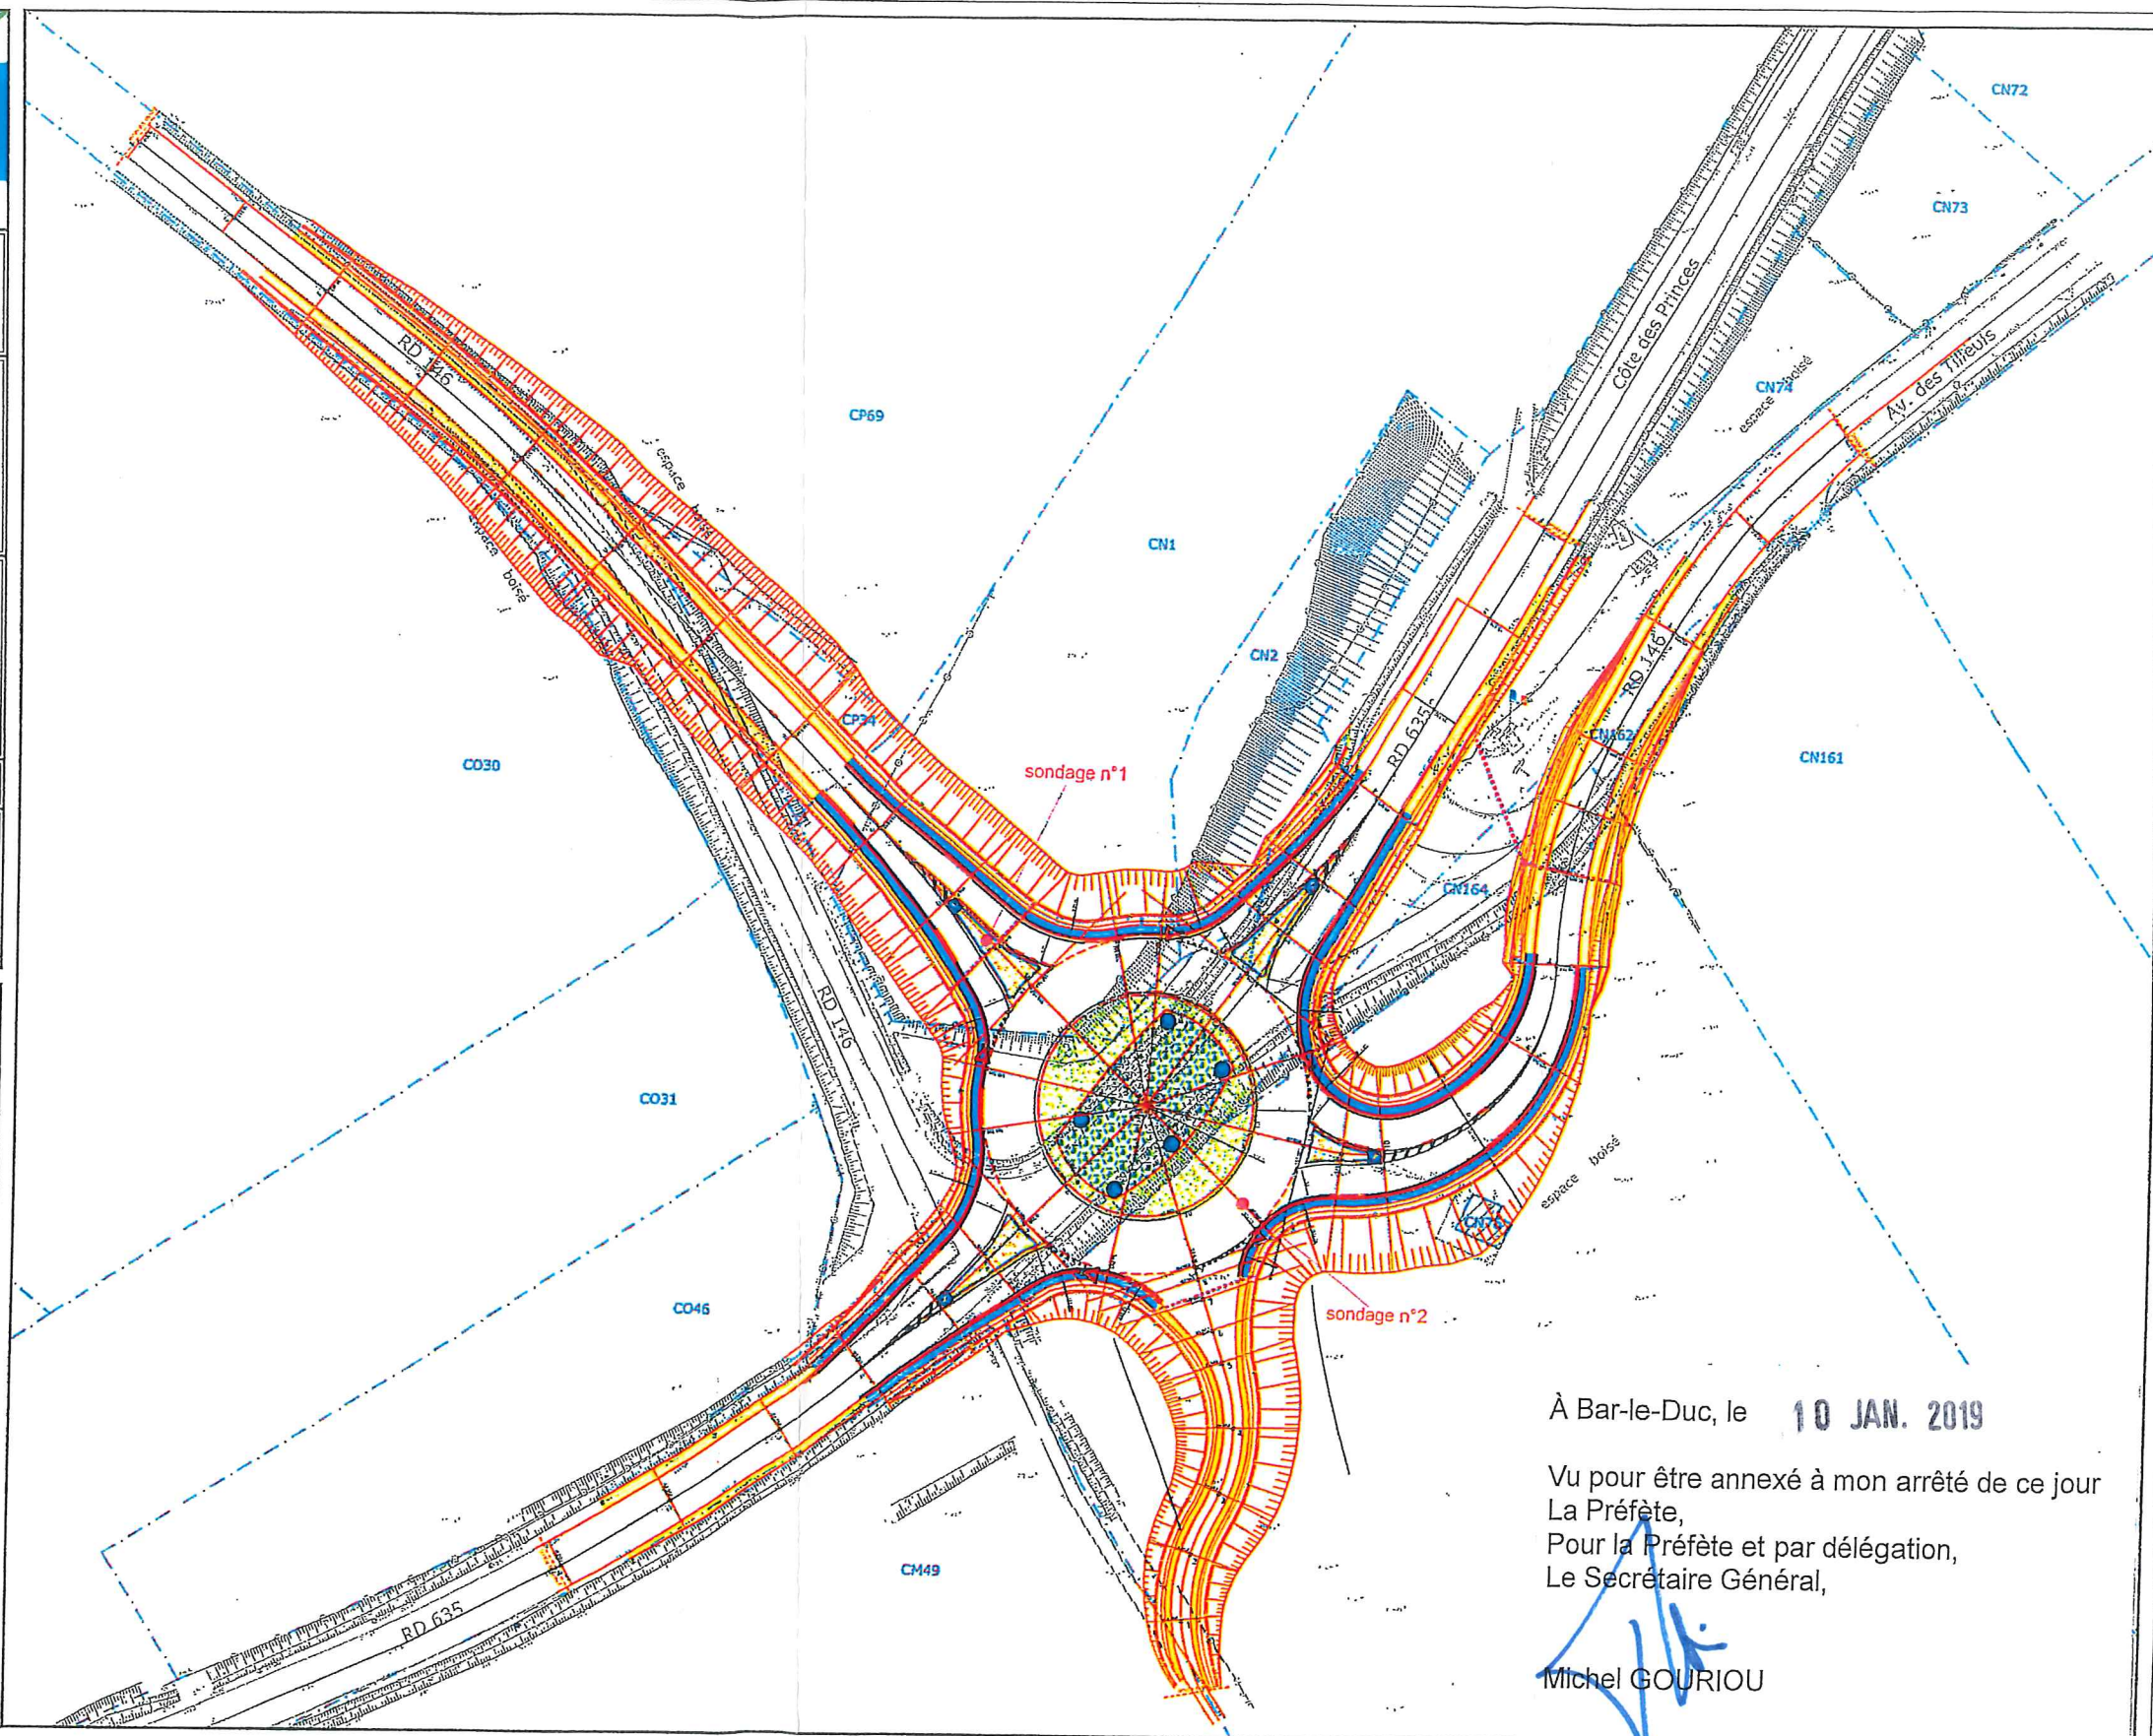 CN72
CN73
Côte des Princes
CN74
espace boisé
Av. des Tilleuls
RD 146
CP69
espace boisé
CN1
espace boisé
CN2
RD 146
CP34
RD 635
CN162
CN161
CO30
sondage n°1
CN164
RD 146
CO31
espace boisé
CN76
CO46
sondage n°2
CM49
RD 635
À Bar-le-Duc, le 10 JAN. 2019
Vu pour être annexé à mon arrêté de ce jour
La Préfète,
Pour la Préfète et par délégation,
Le Secrétaire Général,
Michel GOURIOU